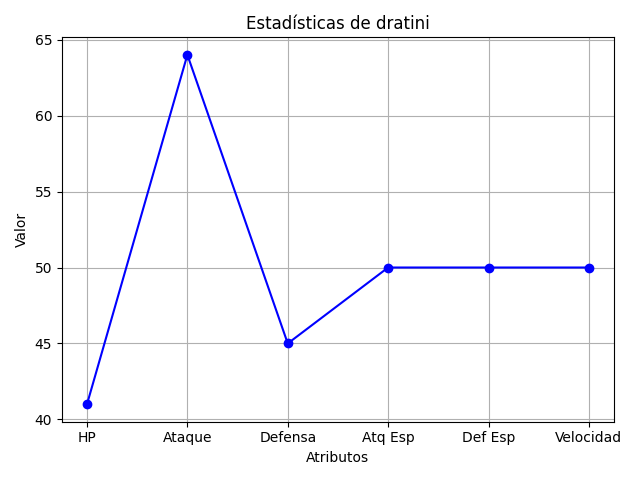 Estadísticas de dratini
Valor
65
60
55
50
45
40
HP Ataque Defensa Atq Esp Def Esp Velocidad
Atributos